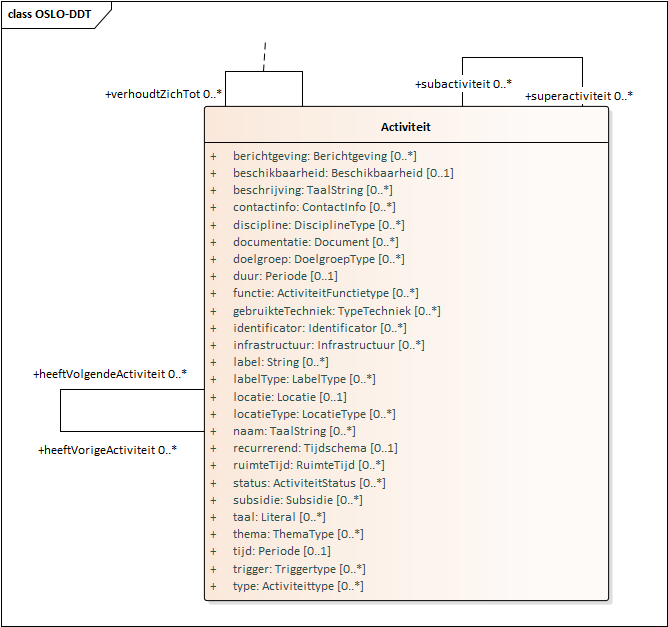 class OSLO-DDT
+verhoudtZichTot 0..*
+subactiviteit 0..*
+superactiviteit 0..*
Activiteit
+ berichtgeving: Berichtgeving [0..*]
+ beschikbaarheid: Beschikbaarheid [0..1]
+ beschrijving: TaalString [0..*]
+ contactinfo: ContactInfo [0..*]
+ discipline: DisciplineType [0..*]
+ documentatie: Document [0..*]
+ doelgroep: DoelgroepType [0..*]
+ duur: Periode [0..1]
+ functie: ActiviteitFunctietype [0..*]
+ gebruikteTechniek: TypeTechniek [0..*]
+ identificator: Identificator [0..*]
+ infrastructuur: Infrastructuur [0..*]
+ label: String [0..*]
+ labelType: LabelType [0..*]
+ locatie: Locatie [0..1]
+ locatieType: LocatieType [0..*]
+ naam: TaalString [0..*]
+ recurrerend: Tijdschema [0..1]
+ ruimteTijd: RuimteTijd [0..*]
+ status: ActiviteitStatus [0..*]
+ subsidie: Subsidie [0..*]
+ taal: Literal [0..*]
+ thema: ThemaType [0..*]
+ tijd: Periode [0..1]
+ trigger: Triggertype [0..*]
+ type: Activiteittype [0..*]
+heeftVolgendeActiviteit 0..*
+heeftVorigeActiviteit 0..*